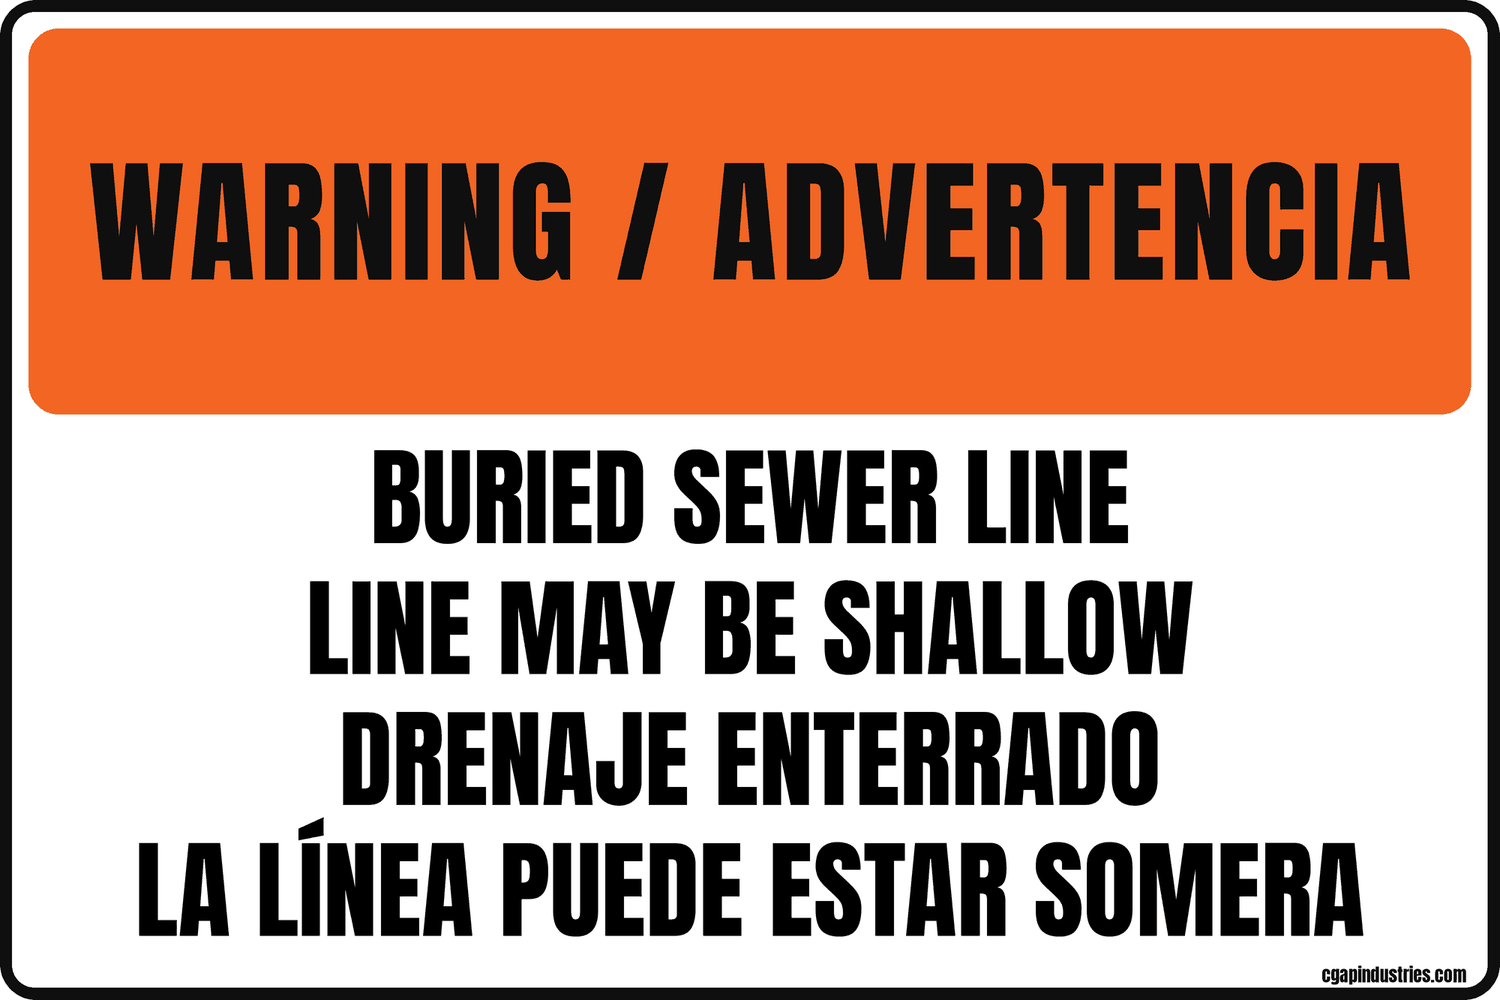 WARNING / ADVERTENCIA
BURIED SEWER LINE
LINE MAY BE SHALLOW
DRENAJE ENTERRADO
LA LÍNEA PUEDE ESTAR SOMERA
cgapindustries.com